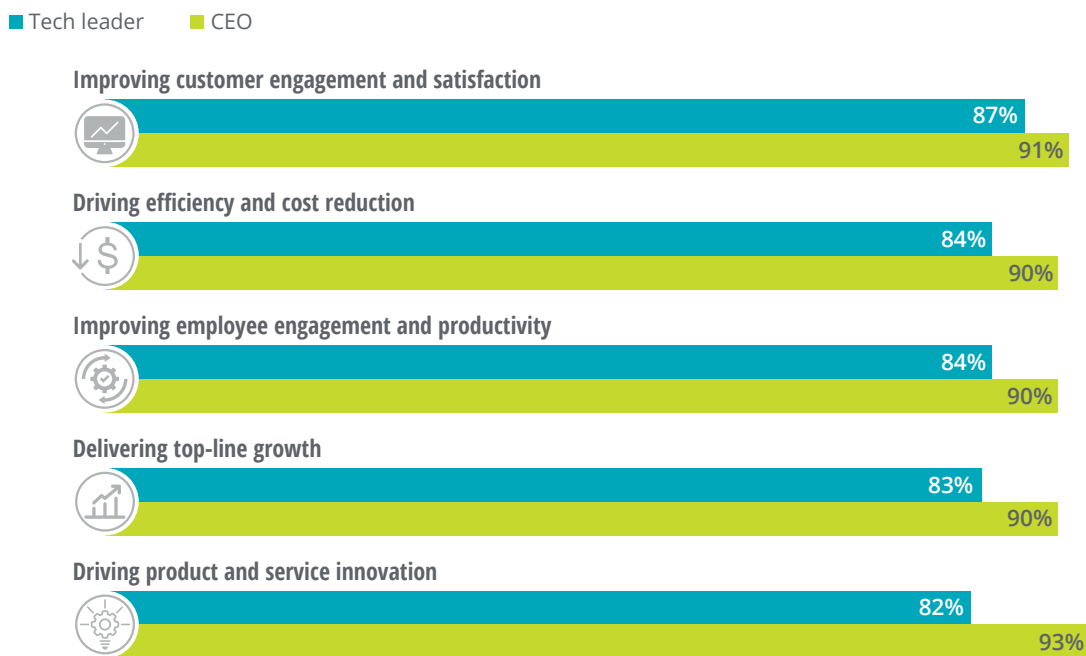 Tech leader CEO
Improving customer engagement and satisfaction
87%
91%
Driving efficiency and cost reduction
$ 84%
90%
Improving employee engagement and productivity
84%
90%
Delivering top-line growth
83%
90%
Driving product and service innovation
82%
93%